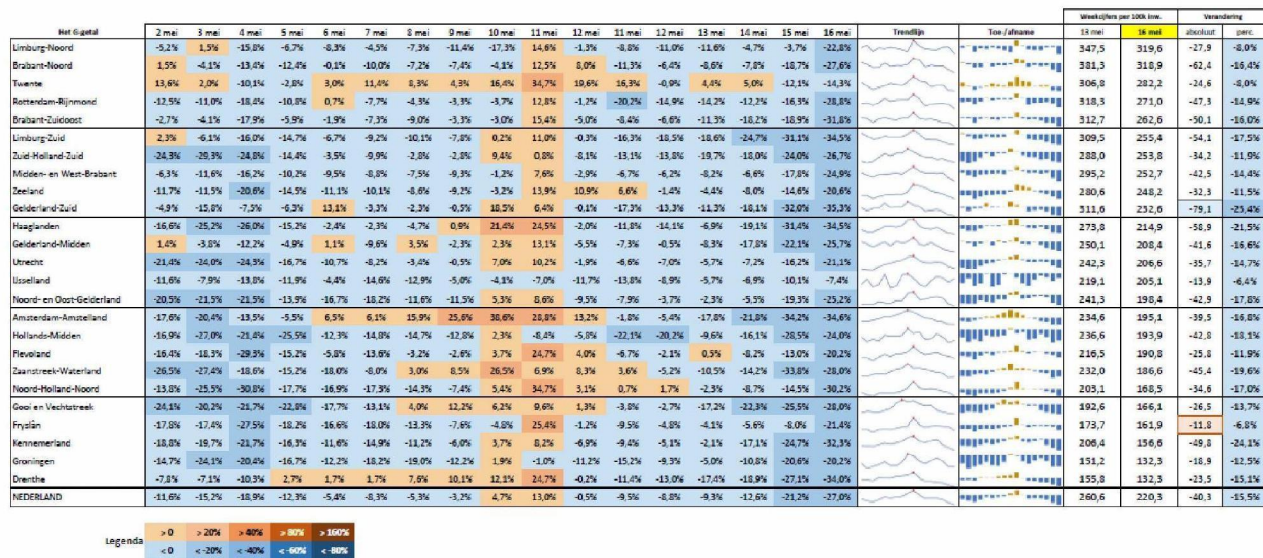 Weekcijfers per 100k inw. Verandering
Het G-getal 2 mei 3 mei 4 mei 5 mei 6 mei 7 mei 8 mei 9 mei 10 mei 11 mei 12 mei 11 mei 12 mei 13 mei 14 mei 15 mei 16 mei Trendlijn Toe-/afname 13 mei 16 mei absoluut perc.
Limburg-Noord -5,2% 1,5% -15,8% -6,7% -8,3% -4,5% -7,3% -11,4% -17,3% 14,6% -1,3% -8,8% -11,0% -11,6% -4,7% -3,7% -22,8% 347,5 319,6 -27,9 -8,0%
Brabant-Noord 1,5% -4,1% -13,4% -12,4% -0,1% -10,0% -7,2% -7,4% -4,1% 12,5% 8,0% -11,3% -6,4% -8,6% -7,7% -18,7% -27,6% 381,3 318,9 -62,4 -16,4%
Twente 13,6% 2,0% -10,1% -2,8% 3,0% 11,4% 8,3% 4,3% 16,4% 34,7% 19,6% 16,3% -0,9% 4,4% 5,0% -12,1% -14,3% 306,8 282,2 -24,6 -8,0%
Rotterdam-Rijnmond -12,5% -11,0% -18,4% -10,8% 0,7% -7,7% -4,3% -3,3% -3,7% 12,8% -1,2% -20,2% -14,9% -14,2% -12,2% -16,3% -28,8% 318,3 271,0 -47,3 -14,9%
Brabant-Zuidoost -2,7% -4,1% -17,9% -5,9% -1,9% -7,3% -9,0% -3,3% -3,0% 15,4% -5,0% -8,4% -6,6% -11,3% -18,2% -18,9% -31,8% 312,7 262,6 -50,1 -16,0%
Limburg-Zuid 2,3% -6,1% -16,0% -14,7% -6,7% -9,2% -10,1% -7,8% 0,2% 11,0% -0,3% -16,3% -18,5% -18,6% -24,7% -31,1% -34,5% 309,5 255,4 -54,1 -17,5%
Zuid-Holland-Zuid -24,3% -29,3% -24,8% -14,4% -3,5% -9,9% -2,8% -2,8% 9,4% 0,8% -8,1% -13,1% -13,8% -19,7% -18,0% -24,0% -26,7% 288,0 253,8 -34,2 -11,9%
Midden- en West-Brabant -6,3% -11,6% -16,2% -10,2% -9,5% -8,8% -7,5% -9,3% -1,2% 7,6% -2,9% -6,7% -6,2% -8,2% -6,6% -17,8% -24,9% 295,2 252,7 -42,5 -14,4%
Zeeland -11,7% -11,5% -20,6% -14,5% -11,1% -10,1% -8,6% -9,2% -3,2% 13,9% 10,9% 6,6% -1,4% -4,4% -8,0% -14,6% -20,6% 280,6 248,2 -32,3 -11,5%
Gelderland-Zuid -4,9% -15,8% -7,5% -6,3% 13,1% -3,3% -2,3% -0,5% 18,5% 6,4% -0,1% -17,3% -13,3% -11,3% -18,1% -32,0% -35,3% 311,6 232,6 -79,1 -25,4%
Haaglanden -16,6% -25,2% -26,0% -15,2% -2,4% -2,3% -4,7% 0,9% 21,4% 24,5% -2,0% -11,8% -14,1% -6,9% -19,1% -31,4% -34,5% 273,8 214,9 -58,9 -21,5%
Gelderland-Midden 1,4% -3,8% -12,2% -4,9% 1,1% -9,6% 3,5% -2,3% 2,3% 13,1% -5,5% -7,3% -0,5% -8,3% -17,8% -22,1% -25,7% 250,1 208,4 -41,6 -16,6%
Utrecht -21,4% -24,0% -24,3% -16,7% -10,7% -8,2% -3,4% -0,5% 7,0% 10,2% -1,9% -6,6% -7,0% -5,7% -7,2% -16,2% -21,1% 242,3 206,6 -35,7 -14,7%
IJsselland -11,6% -7,9% -13,8% -11,9% -4,4% -14,6% -12,9% -5,0% -4,1% -7,0% -11,7% -13,8% -8,9% -5,7% -6,9% -10,1% -7,4% 219,1 205,1 -13,9 -6,4%
Noord- en Oost-Gelderland -20,5% -21,5% -21,5% -13,9% -16,7% -18,2% -11,6% -11,5% 5,3% 8,6% -9,5% -7,9% -3,7% -2,3% -5,5% -19,3% -25,2% 241,3 198,4 -42,9 -17,8%
Amsterdam-Amstelland -17,6% -20,4% -13,5% -5,5% 6,5% 6,1% 15,9% 25,6% 38,6% 28,8% 13,2% -1,8% -5,4% -17,8% -21,8% -34,2% -34,6% 234,6 195,1 -39,5 -16,8%
Hollands-Midden -16,9% -27,0% -21,4% -25,5% -12,3% -14,8% -14,7% -12,8% 2,3% -8,4% -5,8% -22,1% -20,2% -9,6% -16,1% -28,5% -24,0% 236,6 193,9 -42,8 -18,1%
Flevoland -16,4% -18,3% -29,3% -15,2% -5,8% -13,6% -3,2% -2,6% 3,7% 24,7% 4,0% -6,7% -2,1% 0,5% -8,2% -13,0% -20,2% 216,5 190,8 -25,8 -11,9%
Zaanstreek-Waterland -26,5% -27,4% -18,6% -15,2% -18,0% -8,0% 3,0% 8,5% 26,5% 6,9% 8,3% 3,6% -5,2% -10,5% -14,2% -33,8% -28,0% 232,0 186,6 -45,4 -19,6%
Noord-Holland-Noord -13,8% -25,5% -30,8% -17,7% -16,9% -17,3% -14,3% -7,4% 5,4% 34,7% 3,1% 0,7% 1,7% -2,3% -8,7% -14,5% -30,2% 203,1 168,5 -34,6 -17,0%
Gooi en Vechtstreek -24,1% -20,2% -21,7% -22,8% -17,7% -13,1% 4,0% 12,2% 6,2% 9,6% 1,3% -3,8% -2,7% -17,2% -22,3% -25,5% -28,0% 192,6 166,1 -26,5 -13,7%
Fryslân -17,8% -17,4% -27,5% -18,2% -16,6% -18,0% -13,3% -7,6% -4,8% 25,4% -1,2% -9,5% -4,8% -4,1% -5,6% -8,0% -21,4% 173,7 161,9 -11,8 -6,8%
Kennemerland -18,8% -19,7% -21,7% -16,3% -11,6% -14,9% -11,2% -6,0% 3,7% 8,2% -6,9% -9,4% -5,1% -2,1% -17,1% -24,7% -32,3% 206,4 156,6 -49,8 -24,1%
Groningen -14,7% -24,1% -20,4% -16,7% -12,2% -18,2% -19,0% -12,2% 1,9% -1,0% -11,2% -15,2% -9,3% -5,0% -10,8% -20,6% -20,2% 151,2 132,3 -18,9 -12,5%
Drenthe -7,8% -7,1% -10,3% 2,7% 1,7% 1,7% 7,6% 10,1% 12,1% 24,7% -0,2% -11,4% -13,0% -17,4% -18,9% -27,1% -34,0% 155,8 132,3 -23,5 -15,1%
NEDERLAND -11,6% -15,2% -18,9% -12,3% -5,4% -8,3% -5,3% -3,2% 4,7% 13,0% -0,5% -9,5% -8,8% -9,3% -12,6% -21,2% -27,0% 260,6 220,3 -40,3 -15,5%
Legenda > 0 > 20% > 40% > 80% > 160%
< 0 < -20% < -40% < -60% < -80%